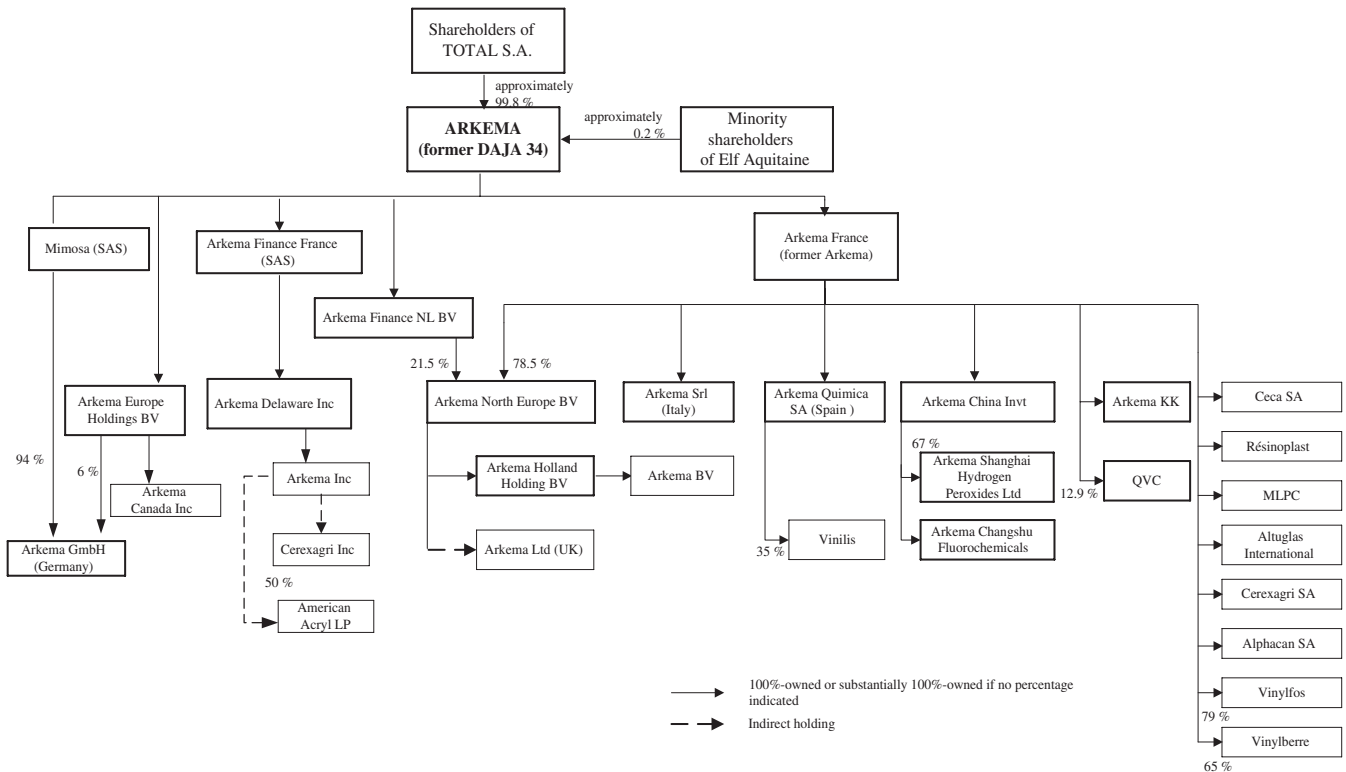 Shareholders of
TOTAL S.A.
approximately
99.8 %
ARKEMA
(former DAJA 34)
approximately
0.2 %
Minority
shareholders
of Elf Aquitaine
Mimosa (SAS)
Arkema Finance France
(SAS)
Arkema France
(former Arkema)
Arkema Finance NL BV
21.5 %
78.5 %
Arkema Europe
Holdings BV
Arkema Delaware Inc
Arkema North Europe BV
Arkema Srl
(Italy)
Arkema Quimica
SA (Spain )
Arkema China Invt
Arkema KK
Ceca SA
94 %
6 %
Arkema
Canada Inc
Arkema Inc
Arkema Holland
Holding BV
Arkema BV
67 %
Arkema Shanghai
Hydrogen
Peroxides Ltd
12.9 %
QVC
Résinoplast
MLPC
Arkema GmbH
(Germany)
Cerexagri Inc
Arkema Ltd (UK)
35 %
Vinilis
Arkema Changshu
Fluorochemicals
Altuglas
International
50 %
American
Acryl LP
Cerexagri SA
Alphacan SA
Vinylfos
79 %
Vinylberre
65 %
100%-owned or substantially 100%-owned if no percentage
indicated
Indirect holding